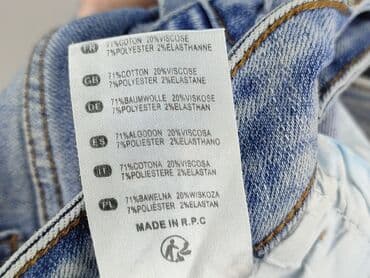 FR 71%COTON 20%VISCOSE
7%POLYESTER 2%ELASTHANNE
GB 71%COTTON 20%VISCOSE
7%POLYESTER 2%ELASTANE
DE 71%BAUMWOLLE 20%VISKOSE
7%POLYESTER 2%ELASTHAN
ES 71%ALGODON 20%VISCOSA
7%POLIÉSTER 2%ELASTHANO
IT 71%COTONA 20%VISCOSA
7%POLIESTERE 2%ELASTAN
PL 71%BAWELNA 20%WISKOZA
7%POLIESTER 2%ELASTAN
MADE IN R.P.C